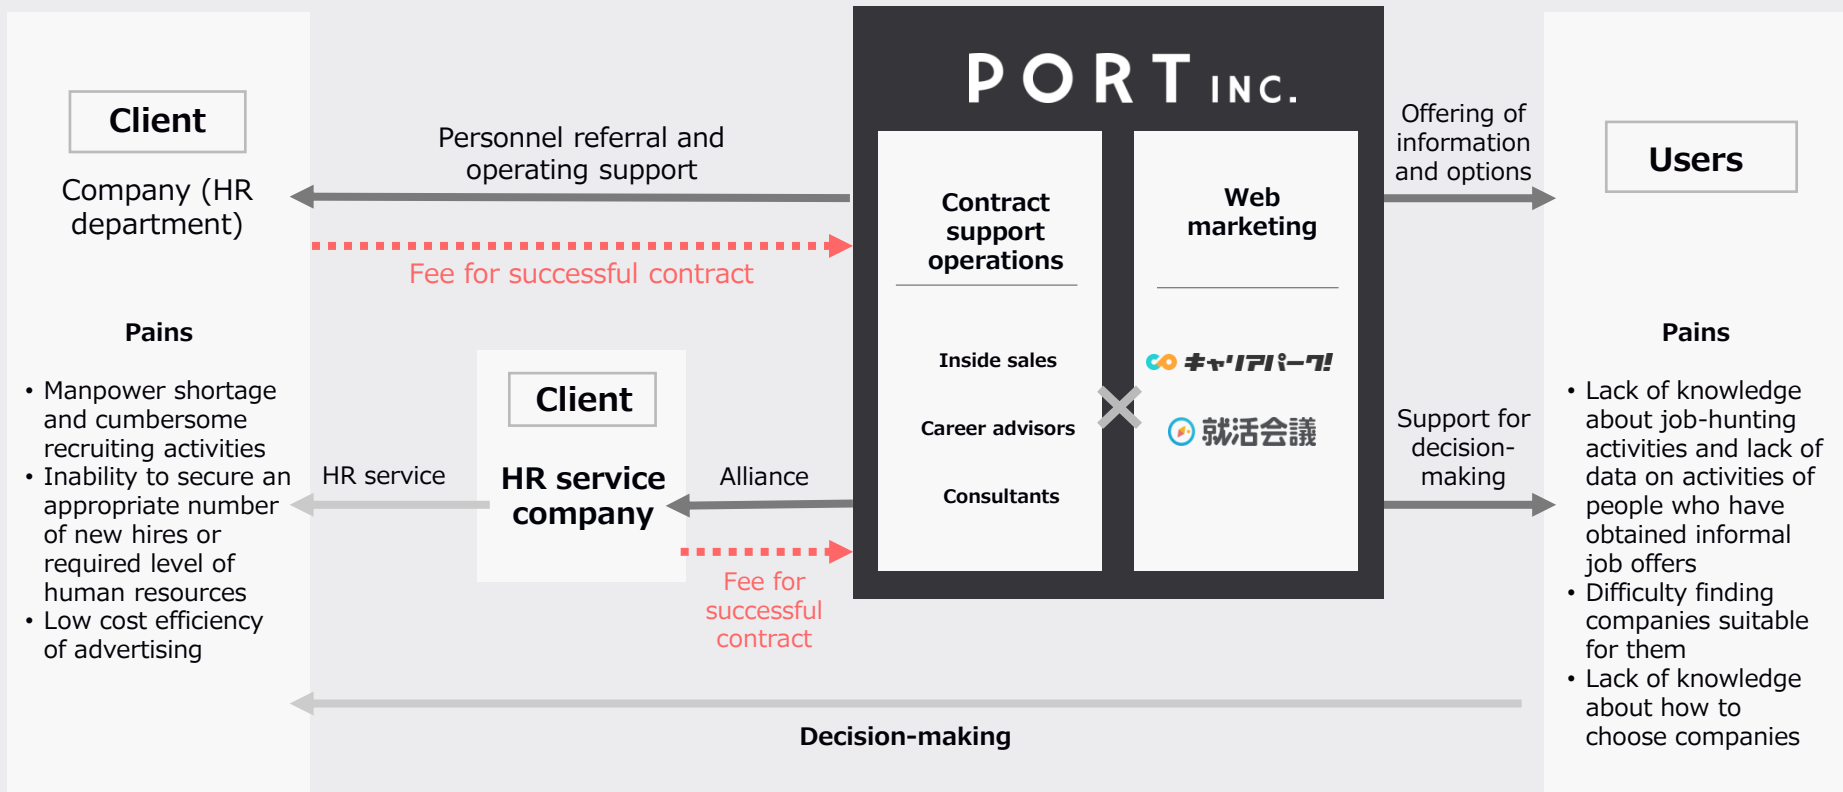 Client
Company (HR
department)
Pains
• Manpower shortage
and cumbersome
recruiting activities
• Inability to secure an
appropriate number
of new hires or
required level of
human resources
• Low cost efficiency
of advertising
Personnel referral and
operating support
Fee for successful contract
HR service
Client
HR service
company
Alliance
Fee for
successful
contract
PORT INC.
Contract
support
operations
Inside sales
Career advisors
Consultants
Web
marketing
キャリアパーク!
就活会議
Offering of
information
and options
Support for
decision-
making
Users
Pains
• Lack of knowledge
about job-hunting
activities and lack of
data on activities of
people who have
obtained informal
job offers
• Difficulty finding
companies suitable
for them
• Lack of knowledge
about how to
choose companies
Decision-making